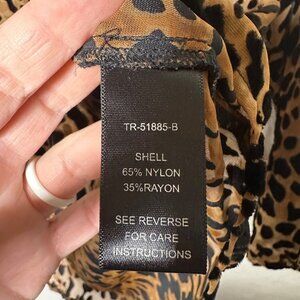 TR-51885-B
SHELL
65% NYLON
35%RAYON
SEE REVERSE
FOR CARE
INSTRUCTIONS